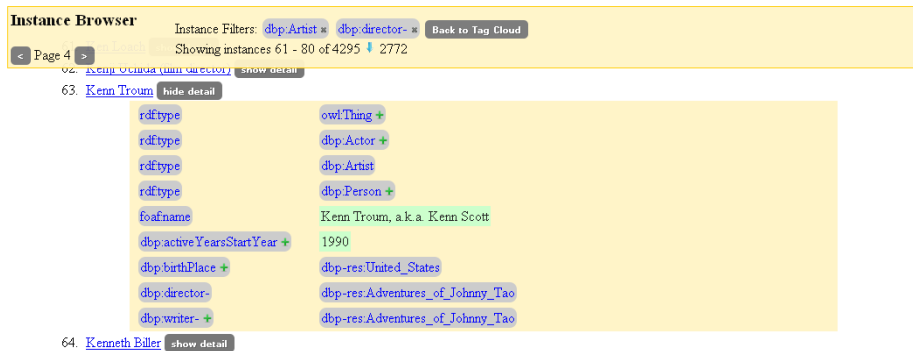 Instance Browser
Instance Filters: dbp:Artist × dbp:director- × Back to Tag Cloud
< Page 4 >
Showing instances 61 - 80 of 4295 2772
62. Kenji Uchida (film director) show detail
63. Kenn Troum hide detail
rdf:type owl:Thing +
rdf:type dbp:Actor +
rdf:type dbp:Artist
rdf:type dbp:Person +
foaf:name Kenn Troum, a.k.a. Kenn Scott
dbp:activeYearsStartYear + 1990
dbp:birthPlace + dbp-res:United_States
dbp:director- dbp-res:Adventures_of_Johnny_Tao
dbp:writer- + dbp-res:Adventures_of_Johnny_Tao
64. Kenneth Biller show detail